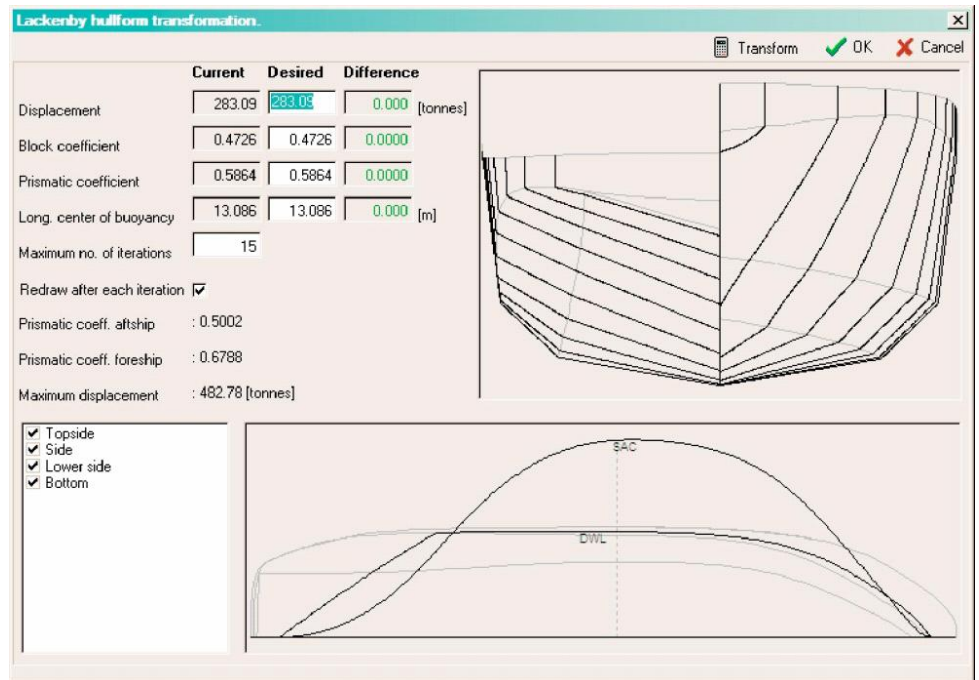 Lackenby hullform transformation.
Transform OK Cancel
Current Desired Difference
Displacement 283.09 283.09 0.000 [tonnes]
Block coefficient 0.4726 0.4726 0.0000
Prismatic coefficient 0.5864 0.5864 0.0000
Long. center of buoyancy 13.086 13.086 0.000 [m]
Maximum no. of iterations 15
Redraw after each iteration
Prismatic coeff. aftship : 0.5002
Prismatic coeff. foreship : 0.6788
Maximum displacement : 482.78 [tonnes]
Topside
Side
Lower side
Bottom
SAC
DWL